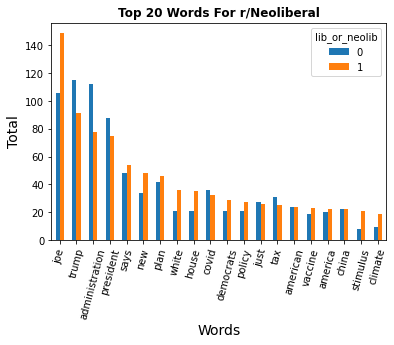 Top 20 Words For r/Neoliberal
lib_or_neolib
0
1
Total
140
120
100
80
60
40
20
0
joe
trump
administration
president
says
new
plan
white
house
covid
democrats
policy
just
tax
american
vaccine
america
china
stimulus
climate
Words